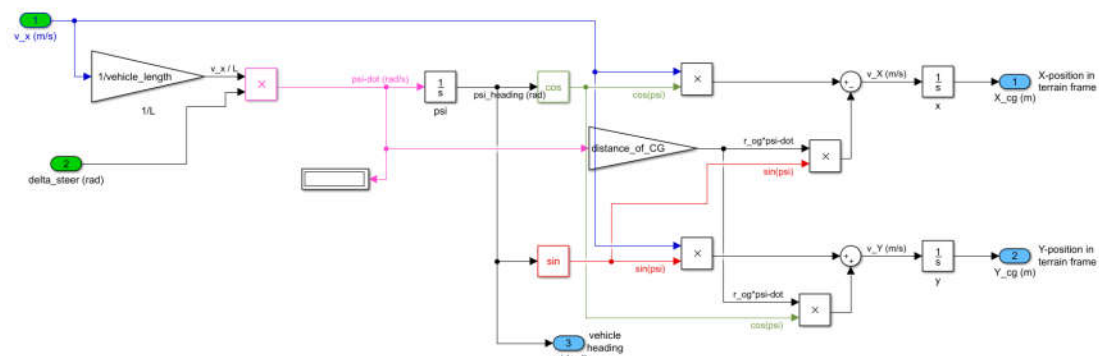 1
v_x (m/s)
1/vehicle_length
v_x / L
1/L
×
psi-dot (rad/s)
1
s
psi
psi_heading (rad)
cos
cos(psi)
×
v_X (m/s)
1
s
x
1
X_cg (m)
X-position in
terrain frame
2
delta_steer (rad)
distance_of_CG
r_og*psi-dot
×
sin(psi)
sin
sin(psi)
×
v_Y (m/s)
1
s
y
2
Y_cg (m)
Y-position in
terrain frame
r_og*psi-dot
×
cos(psi)
3
vehicle
heading